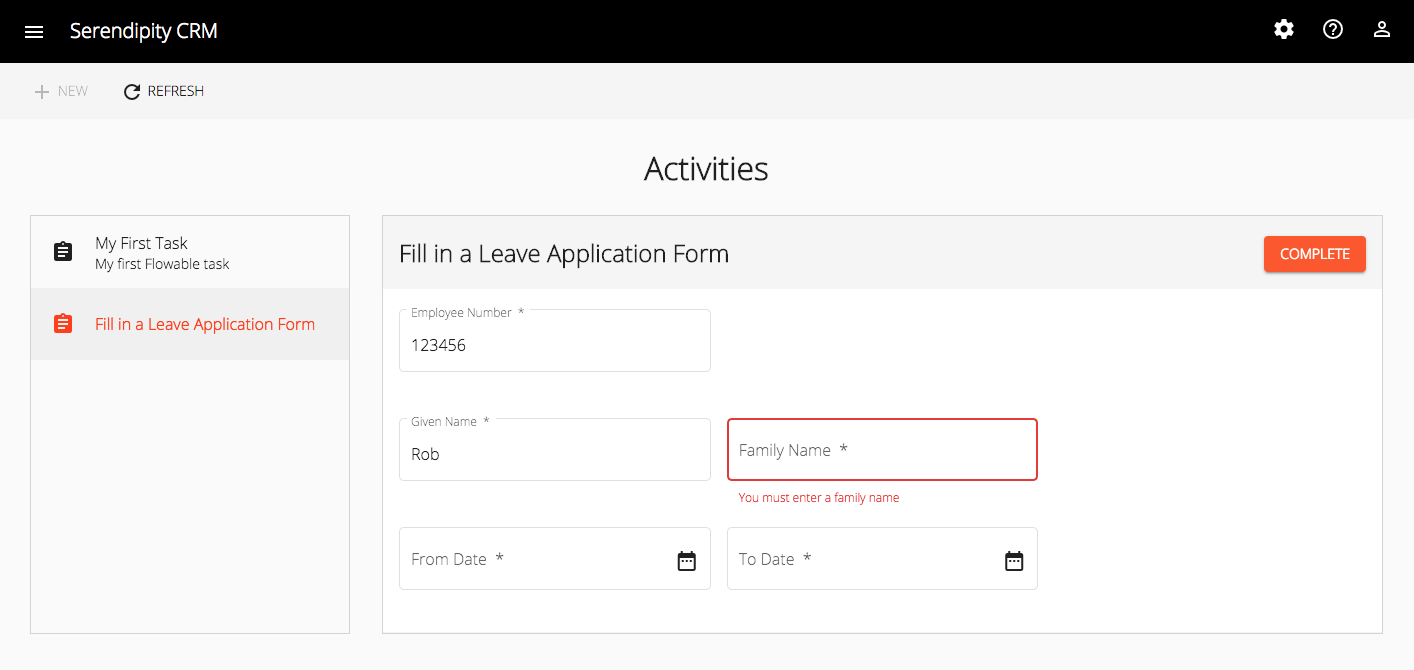 Serendipity CRM
NEW REFRESH
Activities
My First Task
My first Flowable task
Fill in a Leave Application Form
Fill in a Leave Application Form
COMPLETE
Employee Number *
123456
Given Name *
Rob
Family Name *
You must enter a family name
From Date *
To Date *